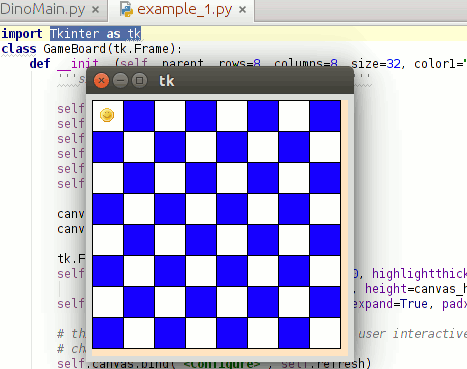 DinoMain.py × example_1.py ×
import Tkinter as tk
class GameBoard(tk.Frame):
def __init__(self, parent, rows=8, columns=8, size=32, color1="
tk
self
self
self
self
self
self
canv
canv
tk.F
self 0, highlightthick
, height=canvas_h
self expand=True, padx
# th user interactive
# ch
self.canvas.bind("<Configure>", self.refresh)